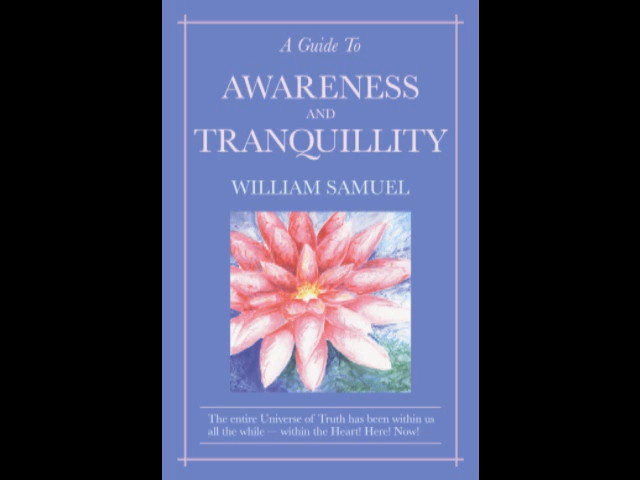 A Guide To
AWARENESS
AND
TRANQUILLITY
WILLIAM SAMUEL
The entire Universe of Truth has been within us
all the while — within the Heart! Here! Now!